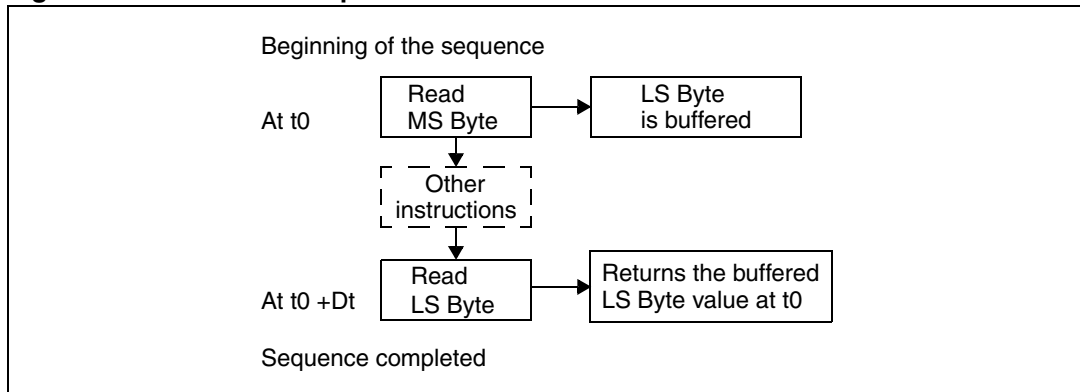 Beginning of the sequence
At t0
Read
MS Byte
LS Byte
is buffered
Other
instructions
At t0 +Dt
Read
LS Byte
Returns the buffered
LS Byte value at t0
Sequence completed